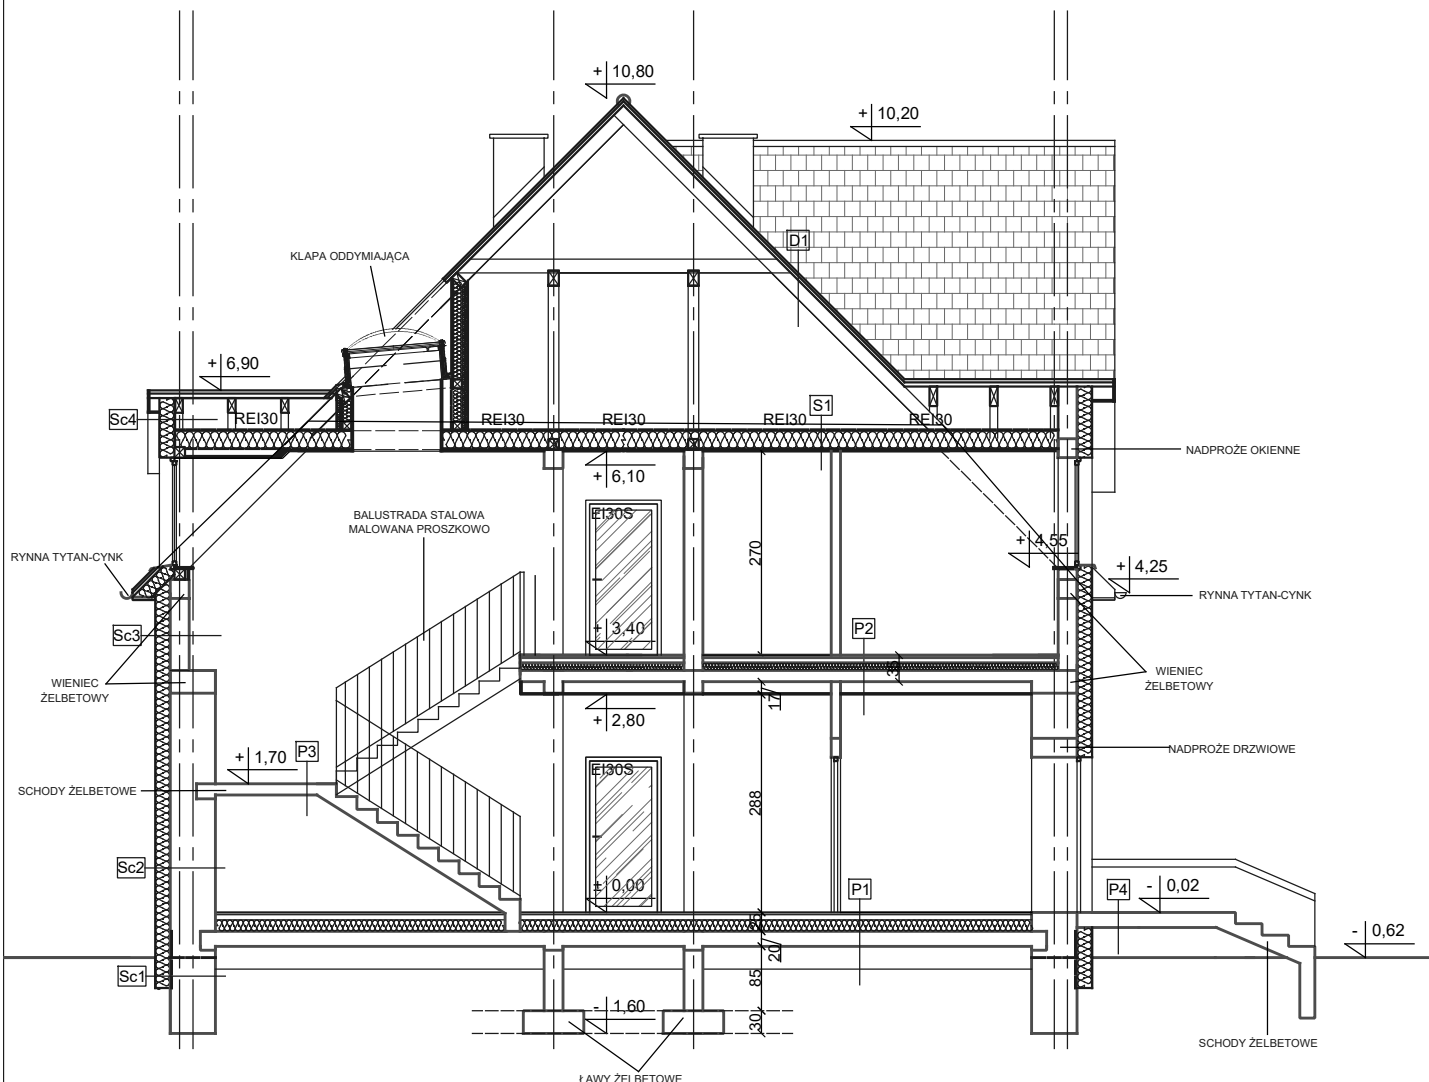 + 10,80
+ 10,20
D1
KLAPA ODDYMIAJĄCA
+ 6,90
Sc4
REI30
REI30
REI30
REI30
REI30
S1
NADPROŻE OKIENNE
+ 6,10
BALUSTRADA STALOWA
MALOWANA PROSZKOWO
EI30S
270
+ 4,55
RYNNA TYTAN-CYNK
+ 4,25
RYNNA TYTAN-CYNK
Sc3
+ 3,40
P2
WIENIEC
ŻELBETOWY
WIENIEC
ŻELBETOWY
17
+ 2,80
P3
+ 1,70
NADPROŻE DRZWIOWE
EI30S
SCHODY ŻELBETOWE
288
Sc2
± 0,00
P1
P4
- 0,02
- 0,62
20
Sc1
85
- 1,60
30
SCHODY ŻELBETOWE
ŁAWY ŻELBETOWE